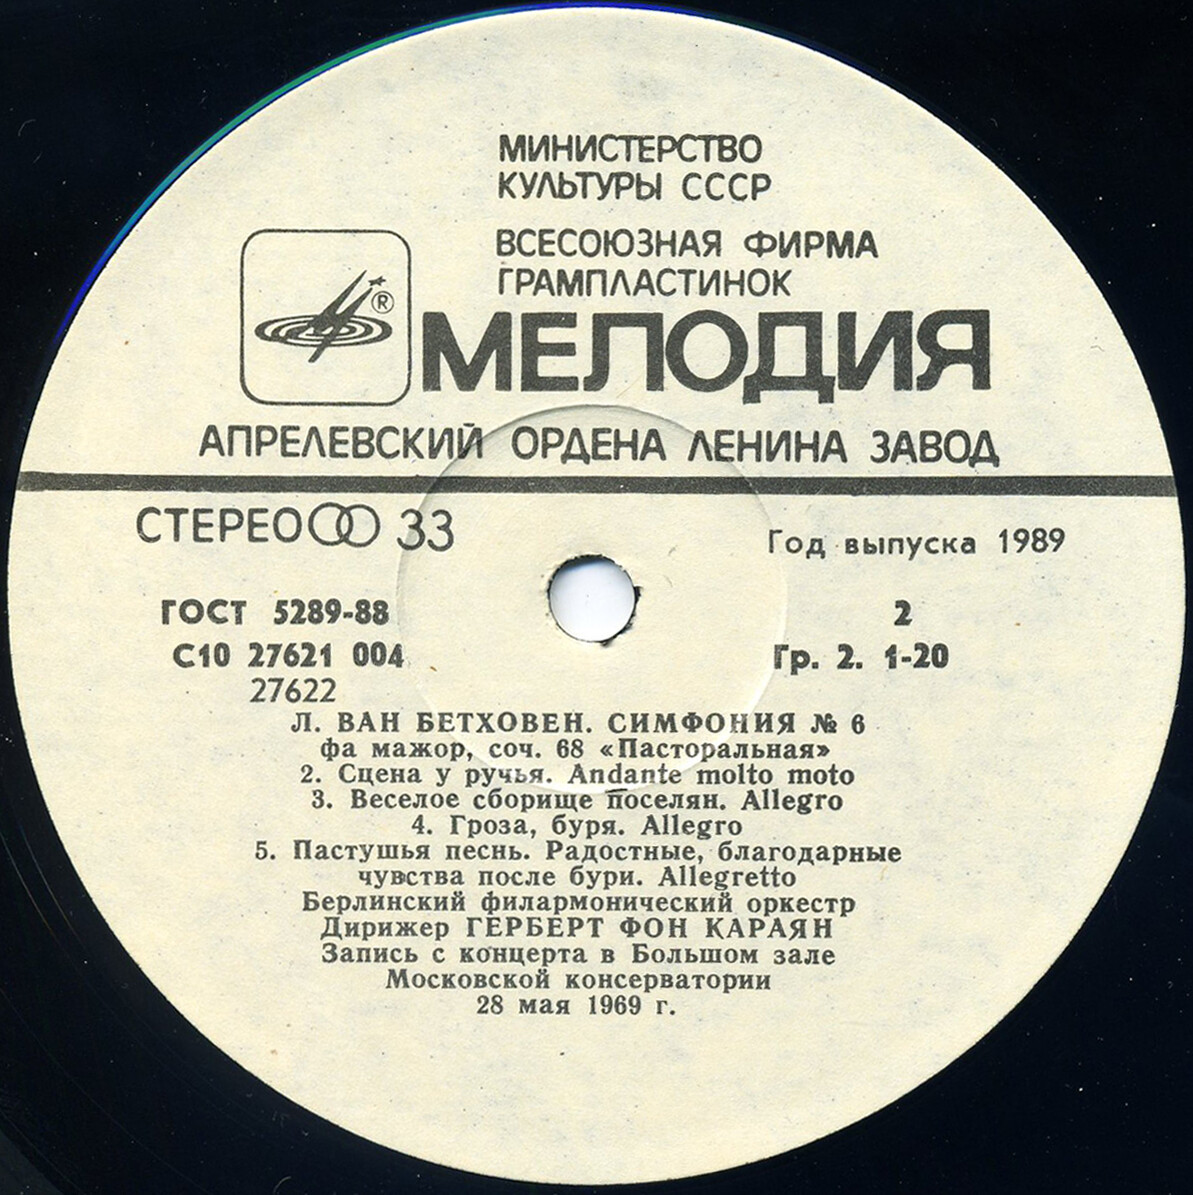 МИНИСТЕРСТВО
КУЛЬТУРЫ СССР
ВСЕСОЮЗНАЯ ФИРМА
ГРАМПЛАСТИНОК
®
МЕЛОДИЯ
АПРЕЛЕВСКИЙ ОРДЕНА ЛЕНИНА ЗАВОД
СТЕРЕО 33
Год выпуска 1989
ГОСТ 5289-88
2
С10 27621 004
Гр. 2. 1-20
27622
Л. ВАН БЕТХОВЕН. СИМФОНИЯ № 6
фа мажор, соч. 68 «Пасторальная»
2. Сцена у ручья. Andante molto moto
3. Веселое сборище поселян. Allegro
4. Гроза, буря. Allegro
5. Пастушья песнь. Радостные, благодарные
чувства после бури. Allegretto
Берлинский филармонический оркестр
Дирижер ГЕРБЕРТ ФОН КАРАЯН
Запись с концерта в Большом зале
Московской консерватории
28 мая 1969 г.